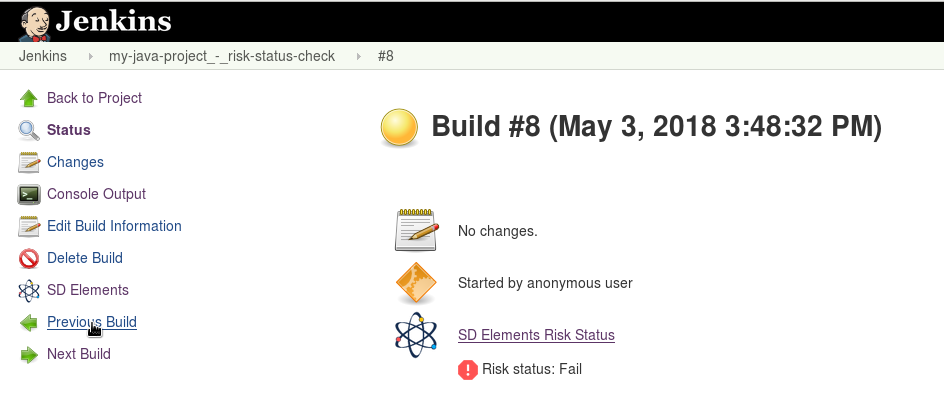 Jenkins
Jenkins my-java-project_-_risk-status-check #8
Back to Project
Status
Changes
Console Output
Edit Build Information
Delete Build
SD Elements
Previous Build
Next Build
Build #8 (May 3, 2018 3:48:32 PM)
No changes.
Started by anonymous user
SD Elements Risk Status
Risk status: Fail